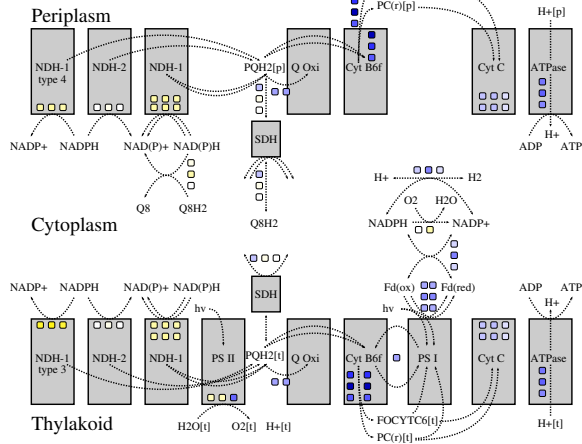 Periplasm
PC(r)[p]
H+[p]
NDH-1 type 4
NDH-2
NDH-1
PQH2[p]
Q Oxi
Cyt B6f
Cyt C
ATPase
NADP+
NADPH
NAD(P)+
NAD(P)H
SDH
H+
ADP
ATP
Q8
Q8H2
Q8H2
H+
H2
O2
H2O
NADPH
NADP+
Cytoplasm
NADP+
NADPH
NAD(P)+
NAD(P)H
SDH
Fd(ox)
Fd(red)
ADP
ATP
hv
hv
H+
NDH-1 type 3
NDH-2
NDH-1
PS II
PQH2[t]
Q Oxi
Cyt B6f
PS I
Cyt C
ATPase
Thylakoid
H2O[t]
O2[t]
H+[t]
FOCYTC6[t]
PC(r)[t]
H+[t]